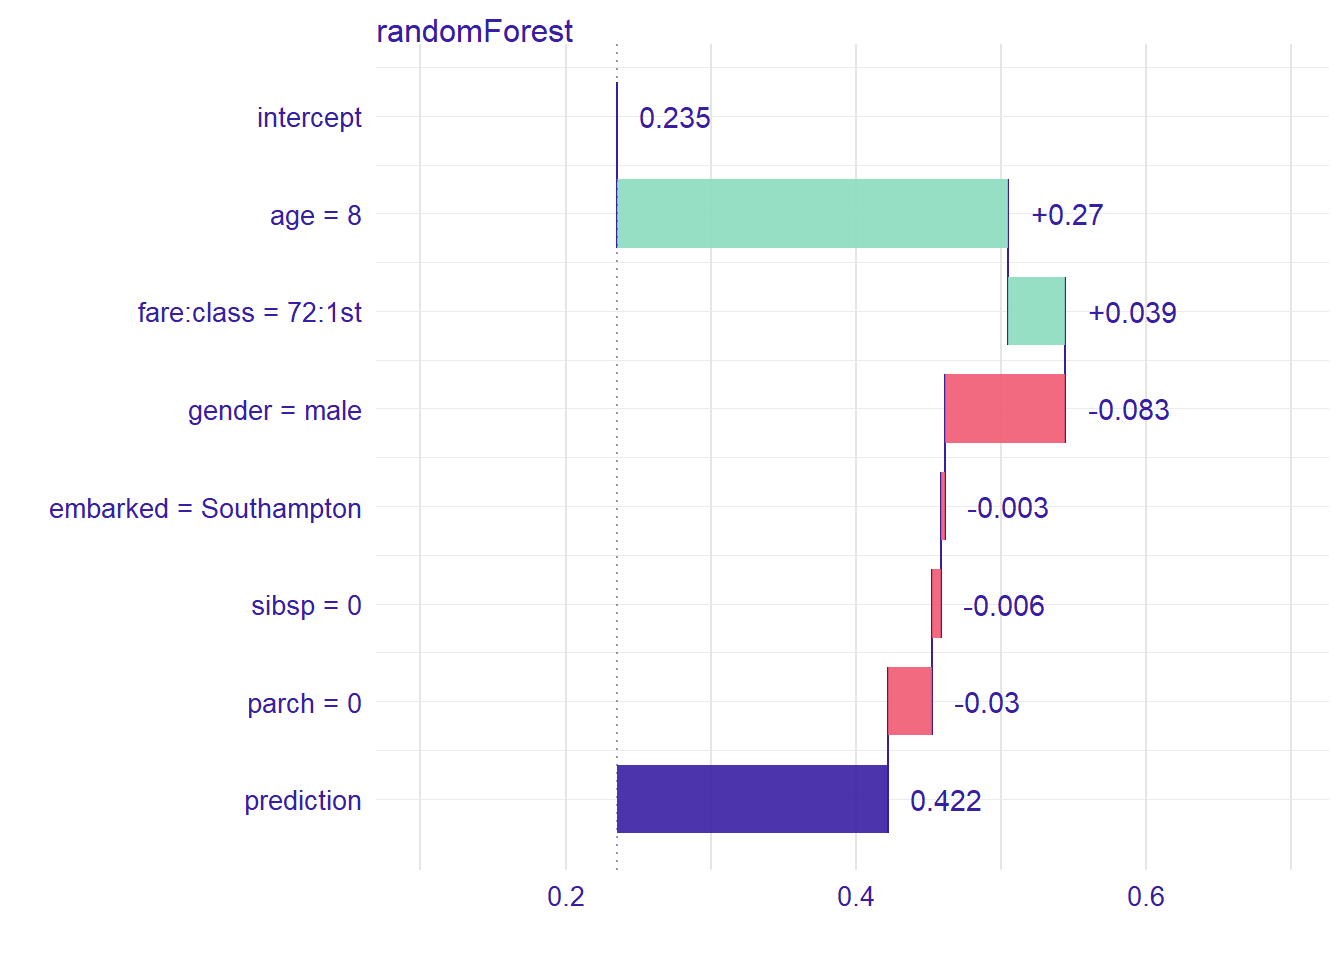 randomForest
intercept 0.235
age = 8 +0.27
fare:class = 72:1st +0.039
gender = male -0.083
embarked = Southampton -0.003
sibsp = 0 -0.006
parch = 0 -0.03
prediction 0.422
0.2 0.4 0.6